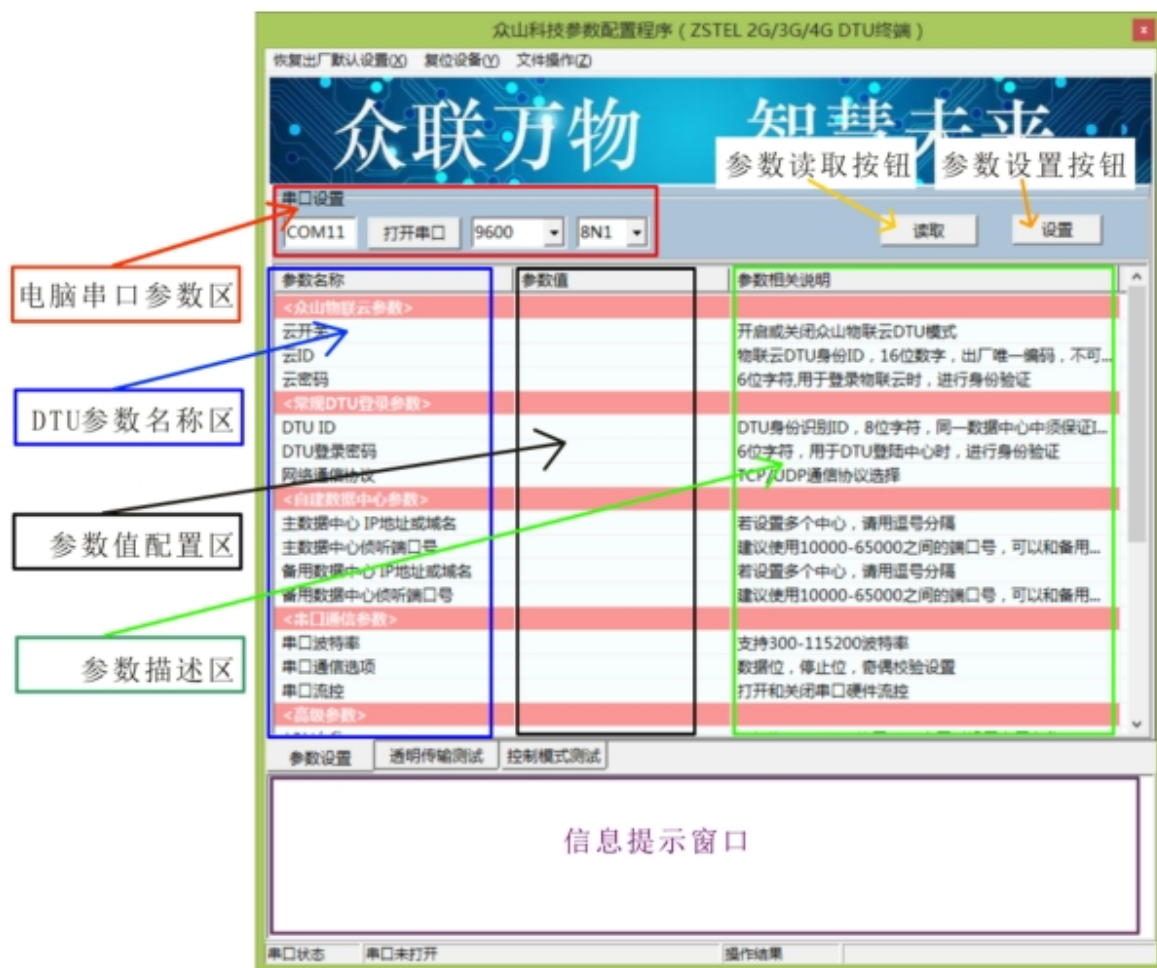 众山科技参数配置程序（ZSTEL 2G/3G/4G DTU终端）
恢复出厂默认设置(X) 复位设备(Y) 文件操作(Z)
众联万物 智慧未来
参数读取按钮 参数设置按钮
串口设置
COM11 打开串口 9600 8N1 读取 设置
电脑串口参数区
参数名称 参数值 参数相关说明
<众山物联云参数>
云开关 开启或关闭众山物联云DTU模式
云ID 物联云DTU身份ID，16位数字，出厂唯一编码，不可...
云密码 6位字符,用于登录物联云时，进行身份验证
<常规DTU登录参数>
DTU参数名称区
DTU ID DTU身份识别ID，8位字符，同一数据中心中须保证I...
DTU登录密码 6位字符，用于DTU登陆中心时，进行身份验证
网络通信协议 TCP/UDP通信协议选择
<自建数据中心参数>
主数据中心 IP地址或域名 若设置多个中心，请用逗号分隔
参数值配置区
主数据中心侦听端口号 建议使用10000-65000之间的端口号，可以和备用...
备用数据中心 IP地址或域名 若设置多个中心，请用逗号分隔
备用数据中心侦听端口号 建议使用10000-65000之间的端口号，可以和备用...
<串口通信参数>
串口波特率 支持300-115200波特率
参数描述区
串口通信选项 数据位，停止位，奇偶校验设置
串口流控 打开和关闭串口硬件流控
<高级参数>
参数设置 透明传输测试 控制模式测试
信息提示窗口
串口状态 串口未打开 操作结果